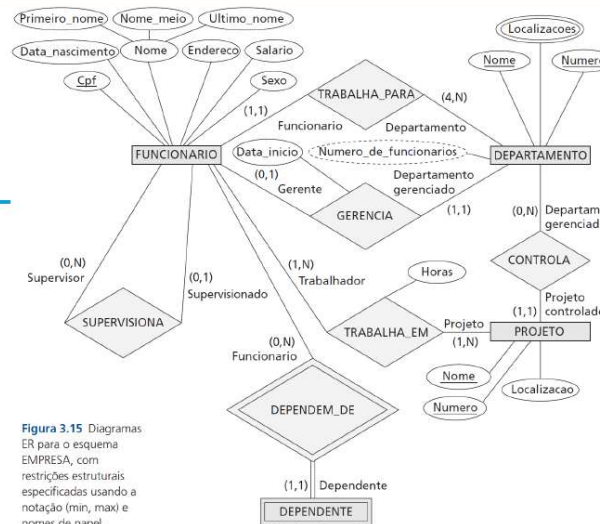 Primeiro_nome
Nome_meio
Ultimo_nome
Localizacoes
Data_nascimento
Nome
Endereco
Salario
Nome
Numero
Cpf
Sexo
TRABALHA_PARA
(1,1)
(4,N)
Funcionario
Departamento
FUNCIONARIO
Data_inicio
Numero_de_funcionarios
DEPARTAMENTO
(0,1)
Gerente
Departamento
gerenciado
GERENCIA
(1,1)
(0,N)
Departam
gerenciad
CONTROLA
(0,N)
Supervisor
(0,1)
Supervisionado
(1,N)
Trabalhador
Horas
Projeto
controlad
(1,1)
SUPERVISIONA
TRABALHA_EM
Projeto
(1,N)
PROJETO
(0,N)
Funcionario
Nome
Localizacao
Numero
DEPENDEM_DE
Figura 3.15 Diagramas
ER para o esquema
EMPRESA, com
restrições estruturais
especificadas usando a
notação (min, max) e
nomes de papel
(1,1)
Dependente
DEPENDENTE